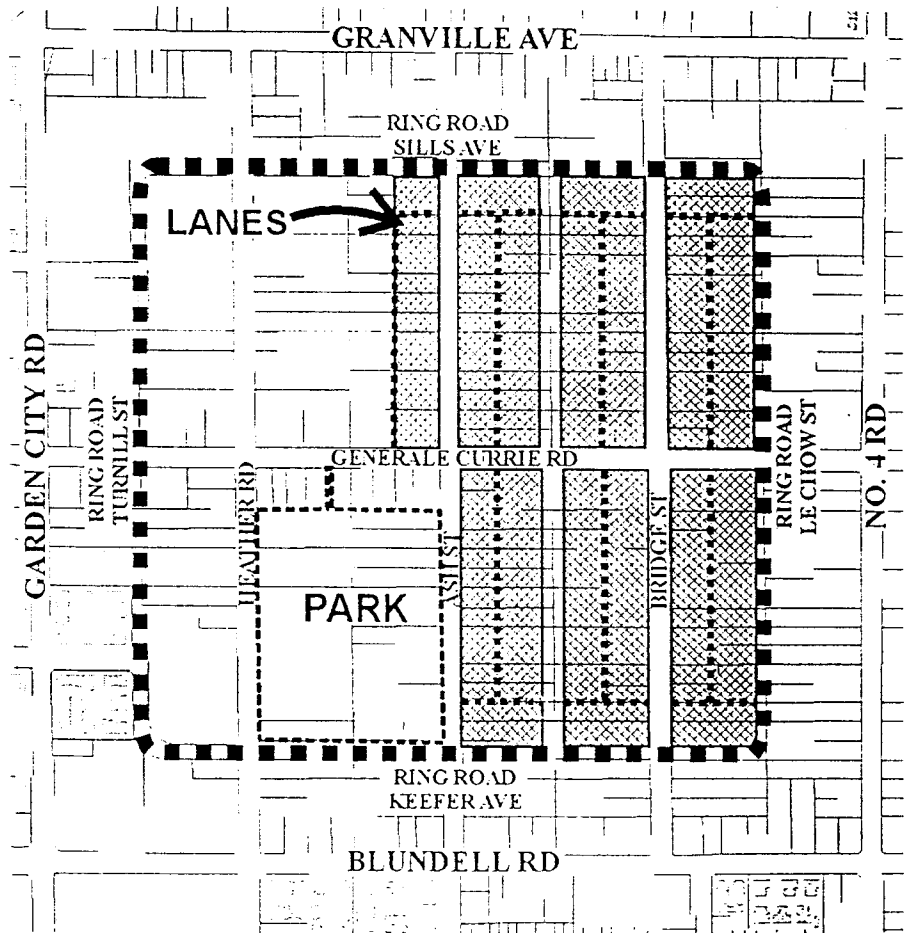 GRANVILLE AVE
RING ROAD
SILLS AVE
LANES
GARDEN CITY RD
RING ROAD
TURNILL ST
GENERALE CURRIE RD
HEATHER RD
PARK
ASH ST
BRIDGE ST
RING ROAD
LE CHOW ST
NO. 4 RD
RING ROAD
KEEFER AVE
BLUNDELL RD